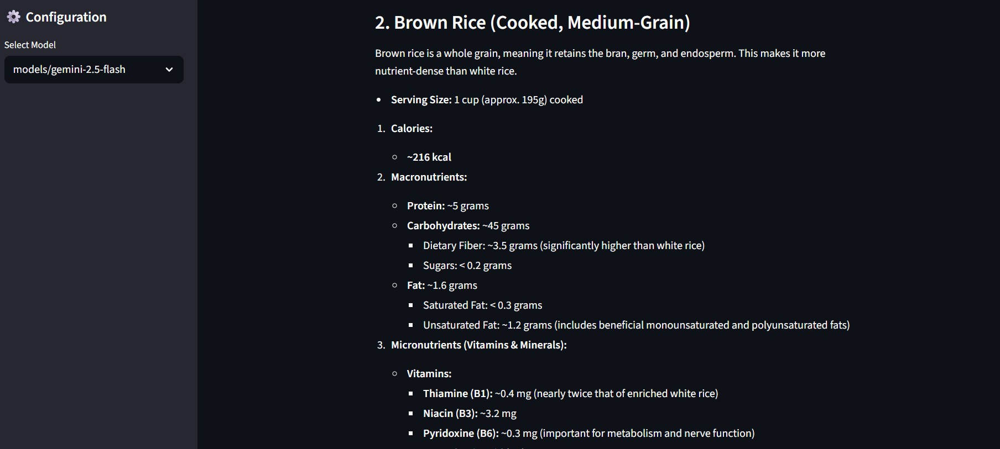 Configuration
Select Model
models/gemini-2.5-flash
2. Brown Rice (Cooked, Medium-Grain)
Brown rice is a whole grain, meaning it retains the bran, germ, and endosperm. This makes it more
nutrient-dense than white rice.
• Serving Size: 1 cup (approx. 195g) cooked
1. Calories:
○ ~216 kcal
2. Macronutrients:
○ Protein: ~5 grams
○ Carbohydrates: ~45 grams
▪ Dietary Fiber: ~3.5 grams (significantly higher than white rice)
▪ Sugars: < 0.2 grams
○ Fat: ~1.6 grams
▪ Saturated Fat: < 0.3 grams
▪ Unsaturated Fat: ~1.2 grams (includes beneficial monounsaturated and polyunsaturated fats)
3. Micronutrients (Vitamins & Minerals):
○ Vitamins:
▪ Thiamine (B1): ~0.4 mg (nearly twice that of enriched white rice)
▪ Niacin (B3): ~3.2 mg
▪ Pyridoxine (B6): ~0.3 mg (important for metabolism and nerve function)